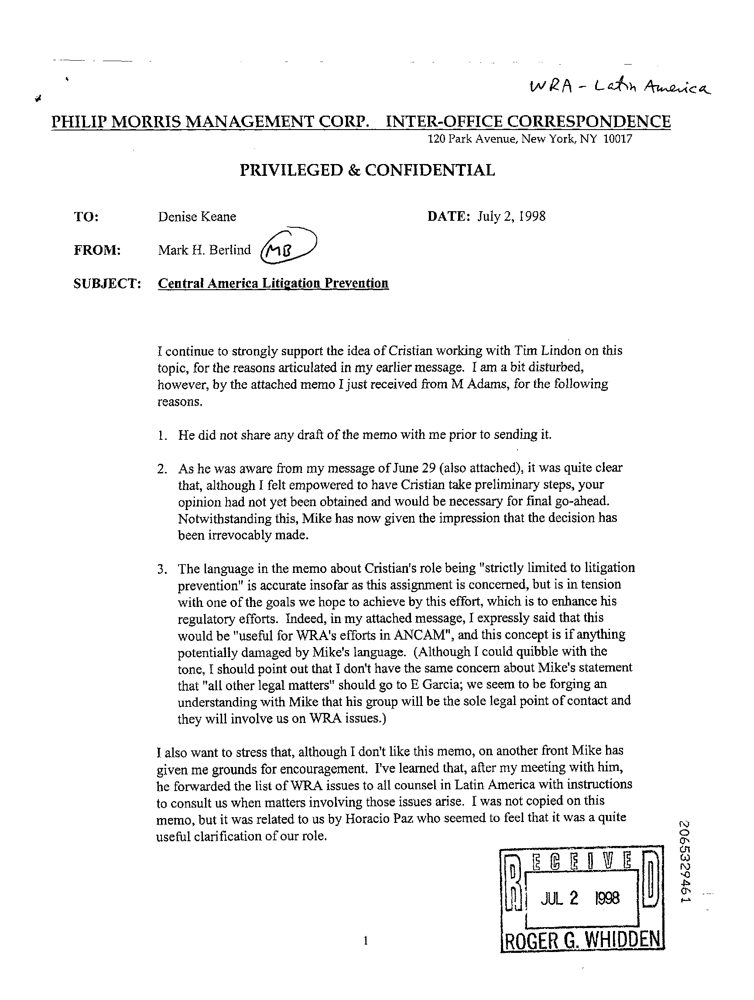 WRA - Latin America
PHILIP MORRIS MANAGEMENT CORP. INTER-OFFICE CORRESPONDENCE
120 Park Avenue, New York, NY 10017
PRIVILEGED & CONFIDENTIAL
TO: Denise Keane DATE: July 2, 1998
FROM: Mark H. Berlind MB
SUBJECT: Central America Litigation Prevention
I continue to strongly support the idea of Cristian working with Tim Lindon on this
topic, for the reasons articulated in my earlier message. I am a bit disturbed,
however, by the attached memo I just received from M Adams, for the following
reasons.
1. He did not share any draft of the memo with me prior to sending it.
2. As he was aware from my message of June 29 (also attached), it was quite clear
that, although I felt empowered to have Cristian take preliminary steps, your
opinion had not yet been obtained and would be necessary for final go-ahead.
Notwithstanding this, Mike has now given the impression that the decision has
been irrevocably made.
3. The language in the memo about Cristian's role being "strictly limited to litigation
prevention" is accurate insofar as this assignment is concerned, but is in tension
with one of the goals we hope to achieve by this effort, which is to enhance his
regulatory efforts. Indeed, in my attached message, I expressly said that this
would be "useful for WRA's efforts in ANCAM", and this concept is if anything
potentially damaged by Mike's language. (Although I could quibble with the
tone, I should point out that I don't have the same concern about Mike's statement
that "all other legal matters" should go to E Garcia; we seem to be forging an
understanding with Mike that his group will be the sole legal point of contact and
they will involve us on WRA issues.)
I also want to stress that, although I don't like this memo, on another front Mike has
given me grounds for encouragement. I've learned that, after my meeting with him,
he forwarded the list of WRA issues to all counsel in Latin America with instructions
to consult us when matters involving those issues arise. I was not copied on this
memo, but it was related to us by Horacio Paz who seemed to feel that it was a quite
useful clarification of our role.
RECEIVED
JUL 2 1998
ROGER G. WHIDDEN
2065329461
1